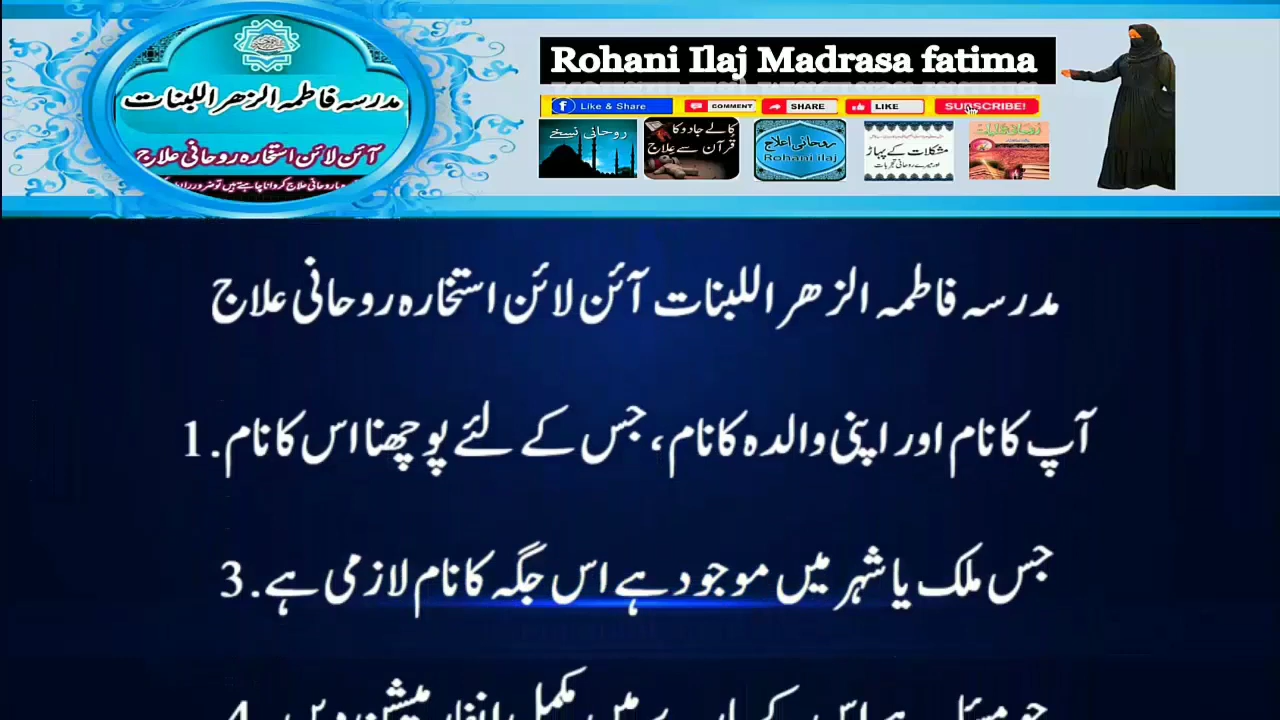 مدرسہ فاطمہ الزھراللبنات
آئن لائن استخارہ روحانی علاج
Rohani Ilaj Madrasa fatima
Like & Share
COMMENT
SHARE
LIKE
SUBSCRIBE!
روحانی نسخ
کالے جادو کا
قرآن سے علاج
روحانی اعلاج
Rohani ilaj
مشکلات کے پہاڑ
مدرسہ فاطمہ الزھراللبنات آئن لائن استخارہ روحانی علاج
آپ کا نام اور اپنی والدہ کا نام، جس کے لئے پوچھنا اس کا نام.1
جس ملک یا شہر میں موجود ہے اس جگہ کا نام لازمی ہے.3